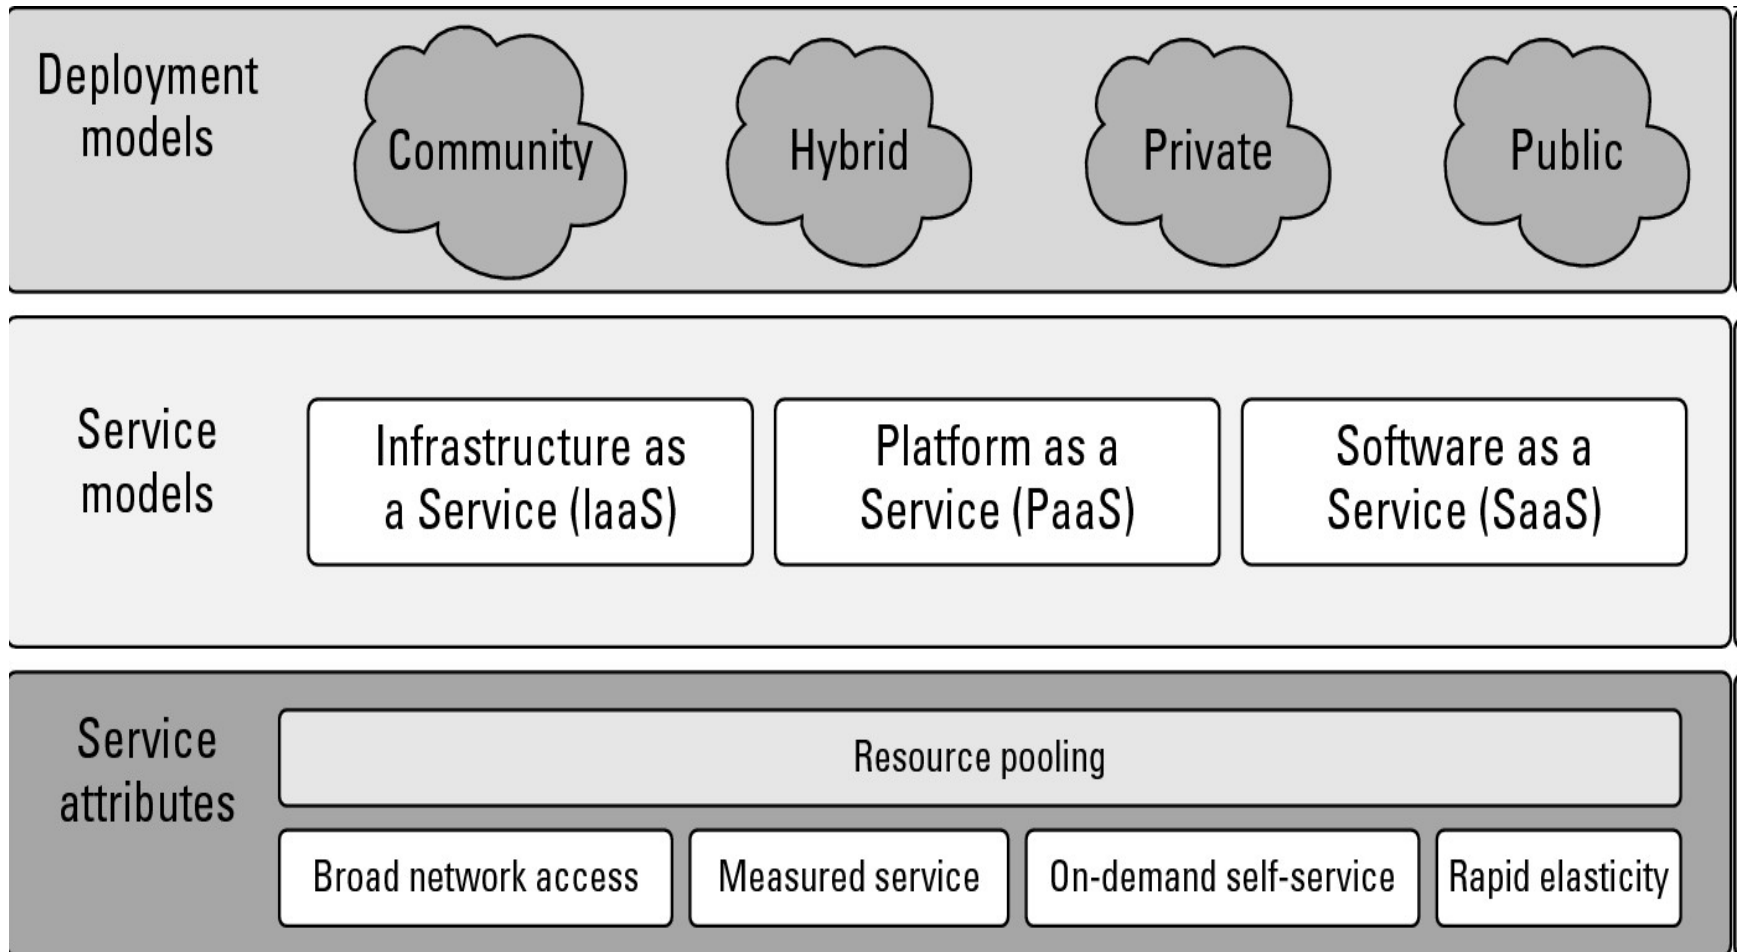 Deployment
models
Community
Hybrid
Private
Public
Service
models
Infrastructure as
a Service (IaaS)
Platform as a
Service (PaaS)
Software as a
Service (SaaS)
Service
attributes
Resource pooling
Broad network access
Measured service
On-demand self-service
Rapid elasticity